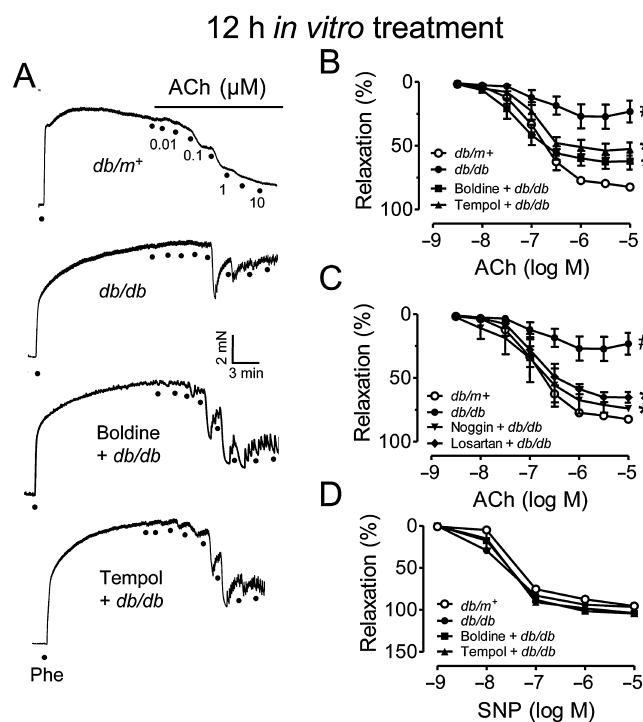 12 h in vitro treatment
A
ACh (μM)
0.01
0.1
1
10
db/m+
db/db
2 mN
3 min
Boldine
+ db/db
Tempol
+ db/db
Phe
B
Relaxation (%)
0
50
100
db/m+
db/db
Boldine + db/db
Tempol + db/db
#
*
*
–9 –8 –7 –6 –5
ACh (log M)
C
Relaxation (%)
0
50
100
db/m+
db/db
Noggin + db/db
Losartan + db/db
#
*
*
–9 –8 –7 –6 –5
ACh (log M)
D
Relaxation (%)
0
50
100
150
db/m+
db/db
Boldine + db/db
Tempol + db/db
–9 –8 –7 –6 –5
SNP (log M)